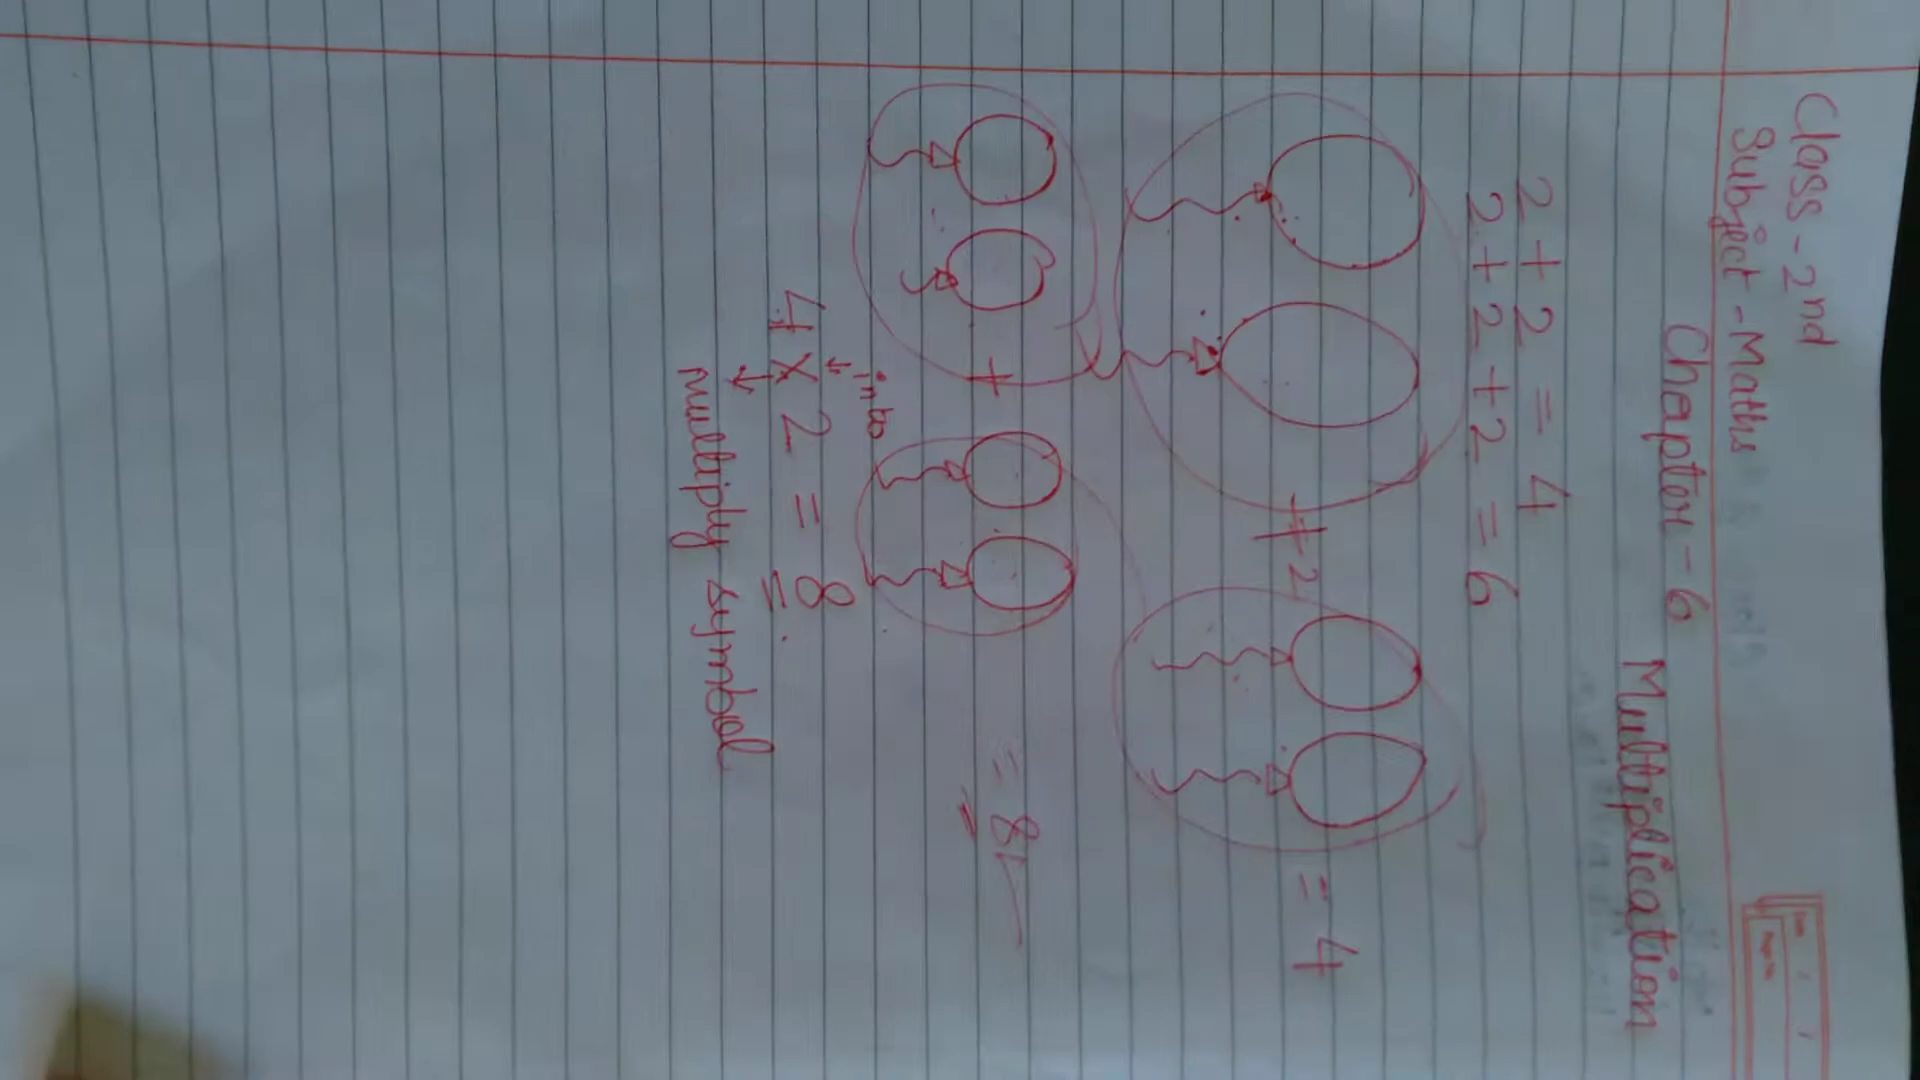 Class-2nd
Subject-Maths
Chapter-6 Multiplication
2+2 = 4
2+2+2 = 6
+2 = 4
+ = 8
into
↓
4 × 2 = 8
↓
Multiply symbol